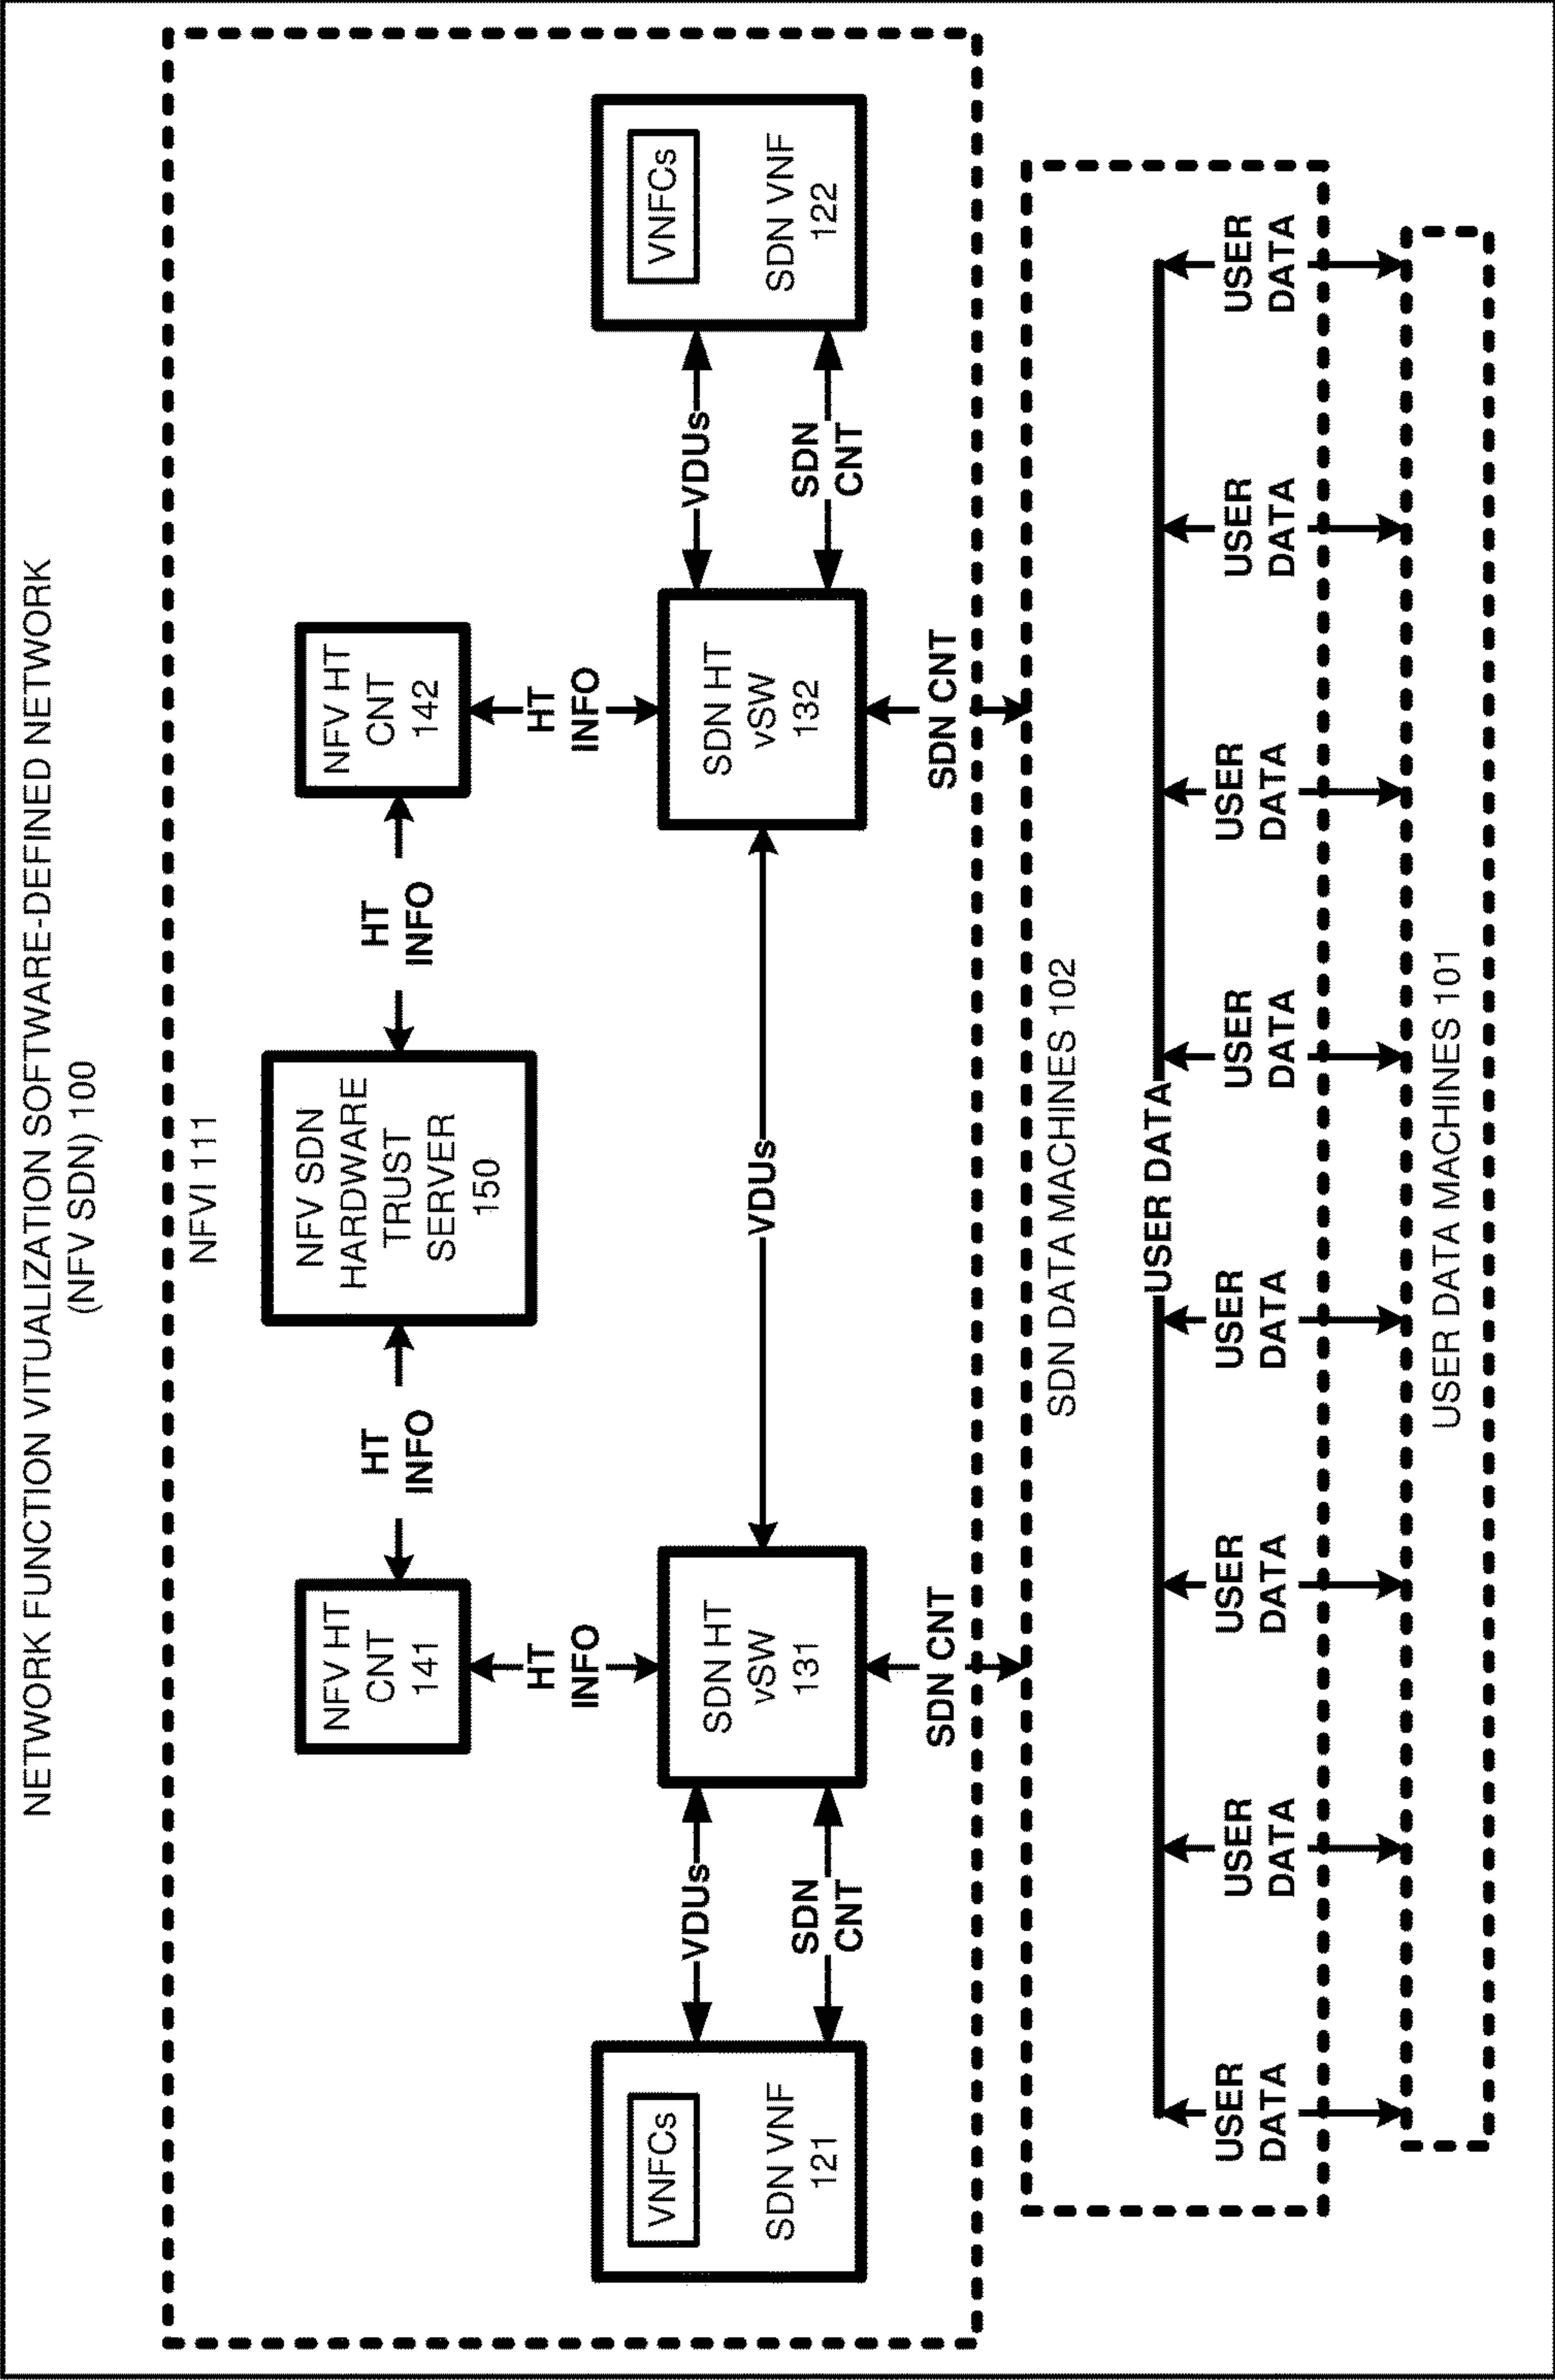 NETWORK FUNCTION VITUALIZATION SOFTWARE-DEFINED NETWORK
(NFV SDN) 100
NFVI 111
NFV HT
CNT
141
HT
INFO
NFV SDN
HARDWARE
TRUST
SERVER
150
HT
INFO
NFV HT
CNT
142
HT
INFO
HT
INFO
VNFCs
SDN VNF
121
VDUs
SDN
CNT
SDN HT
vSW
131
VDUs
SDN HT
vSW
132
VDUs
SDN
CNT
VNFCs
SDN VNF
122
SDN CNT
SDN CNT
SDN DATA MACHINES 102
USER DATA
USER
DATA
USER
DATA
USER
DATA
USER
DATA
USER
DATA
USER
DATA
USER
DATA
USER
DATA
USER DATA MACHINES 101